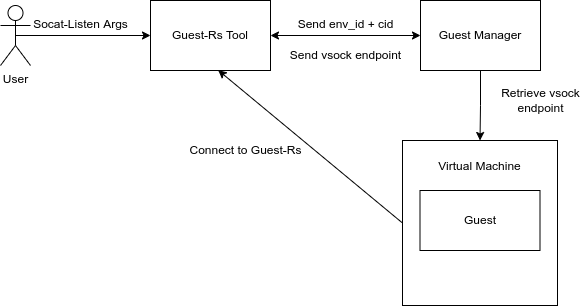 Socat-Listen Args
User
Guest-Rs Tool
Send env_id + cid
Send vsock endpoint
Guest Manager
Retrieve vsock
endpoint
Connect to Guest-Rs
Virtual Machine
Guest